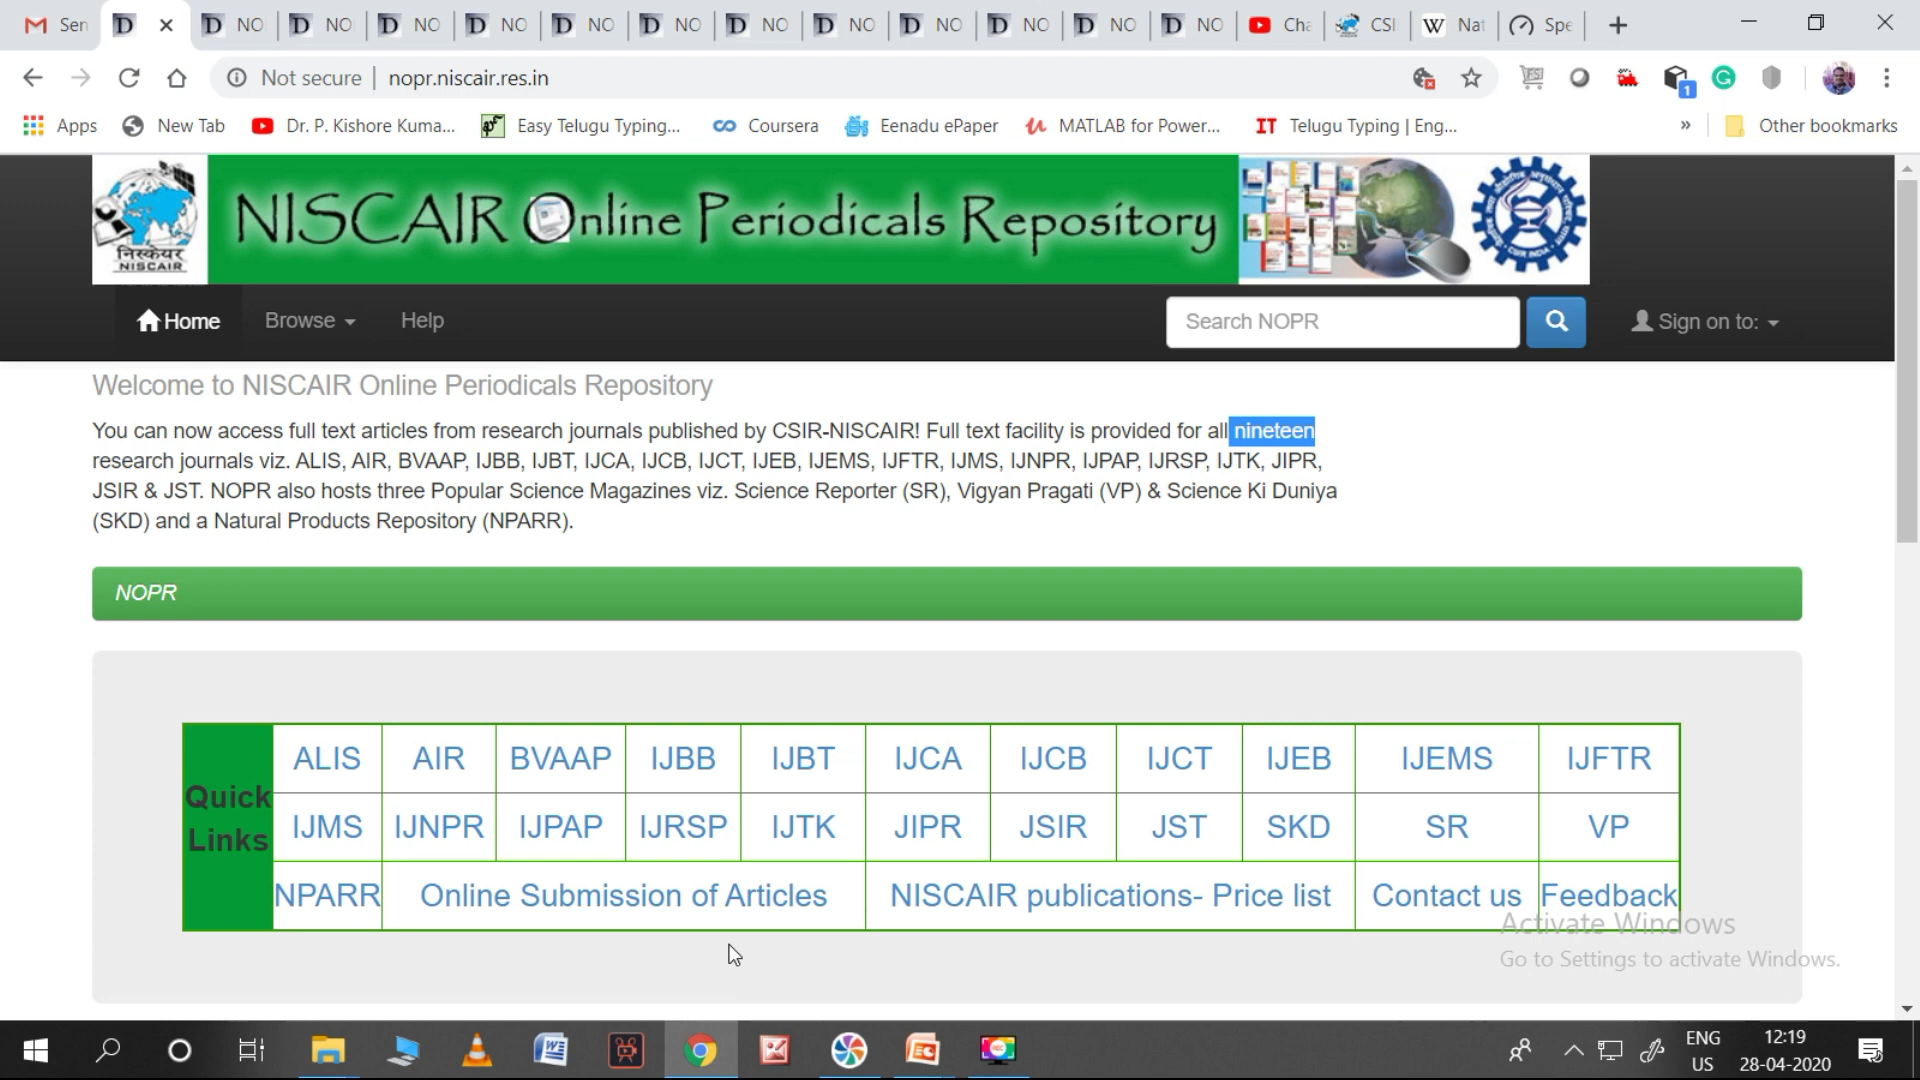 Sen
NO
NO
NO
NO
NO
NO
NO
NO
NO
NO
NO
NO
Cha
CSI
Nat
Spe
Not secure
nopr.niscair.res.in
1
Apps
New Tab
Dr. P. Kishore Kuma...
Easy Telugu Typing...
Coursera
Eenadu ePaper
MATLAB for Power...
IT Telugu Typing | Eng...
»
Other bookmarks
निस्केयर
NISCAIR
NISCAIR Online Periodicals Repository
Home
Browse
Help
Search NOPR
Sign on to:
Welcome to NISCAIR Online Periodicals Repository
You can now access full text articles from research journals published by CSIR-NISCAIR! Full text facility is provided for all nineteen
research journals viz. ALIS, AIR, BVAAP, IJBB, IJBT, IJCA, IJCB, IJCT, IJEB, IJEMS, IJFTR, IJMS, IJNPR, IJPAP, IJRSP, IJTK, JIPR,
JSIR & JST. NOPR also hosts three Popular Science Magazines viz. Science Reporter (SR), Vigyan Pragati (VP) & Science Ki Duniya
(SKD) and a Natural Products Repository (NPARR).
NOPR
Quick
Links
ALIS AIR BVAAP IJBB IJBT IJCA IJCB IJCT IJEB IJEMS IJFTR
IJMS IJNPR IJPAP IJRSP IJTK JIPR JSIR JST SKD SR VP
NPARR Online Submission of Articles NISCAIR publications- Price list Contact us Feedback
Activate Windows
Go to Settings to activate Windows.
ENG
US
12:19
28-04-2020